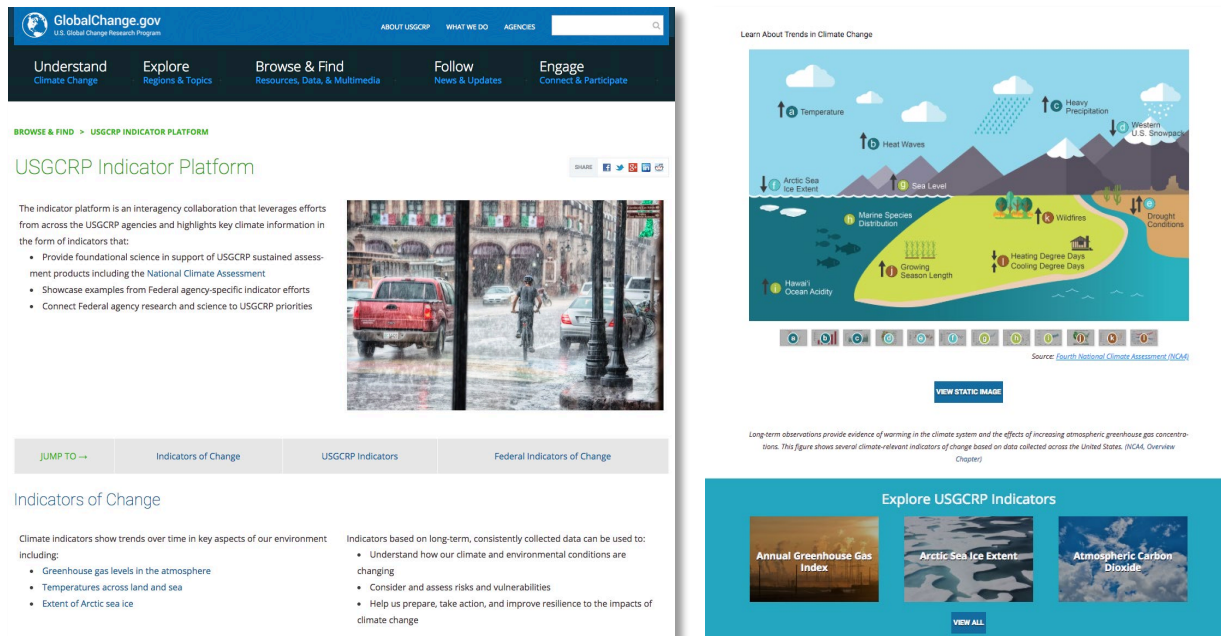 GlobalChange.gov
U.S. Global Change Research Program
ABOUT USGCRP WHAT WE DO AGENCIES
Understand Explore Browse & Find Follow Engage
Climate Change Regions & Topics Resources, Data, & Multimedia News & Updates Connect & Participate
BROWSE & FIND > USGCRP INDICATOR PLATFORM
USGCRP Indicator Platform
SHARE
The indicator platform is an interagency collaboration that leverages efforts
from across the USGCRP agencies and highlights key climate information in
the form of indicators that:
• Provide foundational science in support of USGCRP sustained assess-
ment products including the National Climate Assessment
• Showcase examples from Federal agency-specific indicator efforts
• Connect Federal agency research and science to USGCRP priorities
JUMP TO → Indicators of Change USGCRP Indicators Federal Indicators of Change
Indicators of Change
Climate indicators show trends over time in key aspects of our environment
including:
• Greenhouse gas levels in the atmosphere
• Temperatures across land and sea
• Extent of Arctic sea ice
Indicators based on long-term, consistently collected data can be used to:
• Understand how our climate and environmental conditions are
changing
• Consider and assess risks and vulnerabilities
• Help us prepare, take action, and improve resilience to the impacts of
climate change
Learn About Trends in Climate Change
a Temperature
b Heat Waves
c Heavy
Precipitation
d Western
U.S. Snowpack
f Arctic Sea
Ice Extent
g Sea Level
h Marine Species
Distribution
k Wildfires
e Drought
Conditions
j Growing
Season Length
l Heating Degree Days
Cooling Degree Days
i Hawai'i
Ocean Acidity
a b c d e f g h i j k l
Source: Fourth National Climate Assessment (NCA4)
VIEW STATIC IMAGE
Long-term observations provide evidence of warming in the climate system and the effects of increasing atmospheric greenhouse gas concentra-
tions. This figure shows several climate-relevant indicators of change based on data collected across the United States. (NCA4, Overview
Chapter)
Explore USGCRP Indicators
Annual Greenhouse Gas
Index
Arctic Sea Ice Extent
Atmospheric Carbon
Dioxide
VIEW ALL